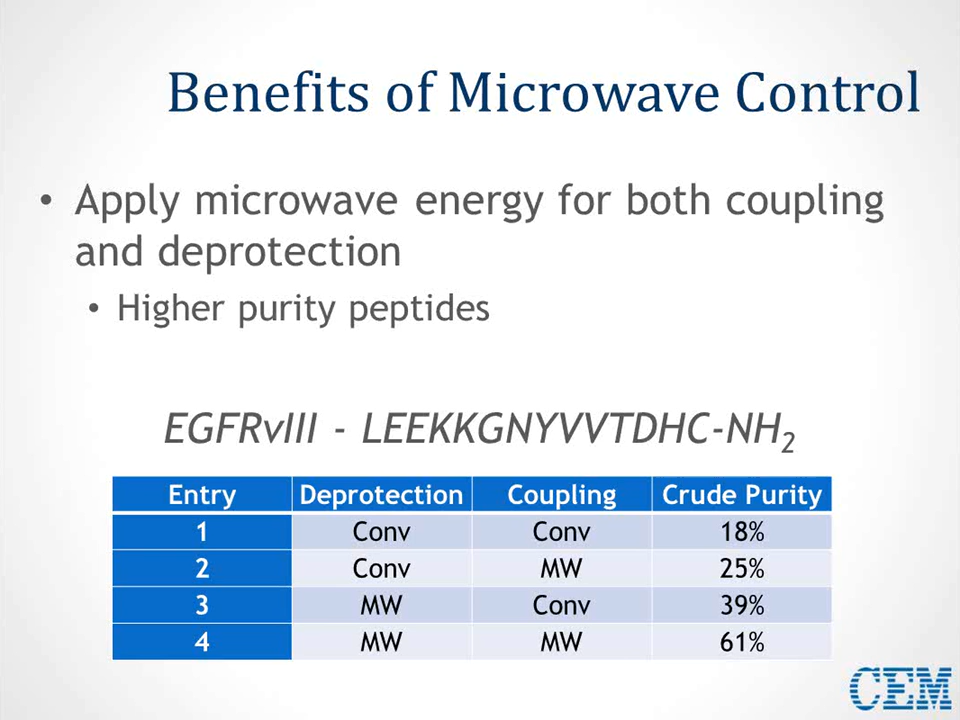 Benefits of Microwave Control
• Apply microwave energy for both coupling
and deprotection
• Higher purity peptides
EGFRvIII - LEEKKGNYVVTDHC-NH2
Entry Deprotection Coupling Crude Purity
1 Conv Conv 18%
2 Conv MW 25%
3 MW Conv 39%
4 MW MW 61%
CEM